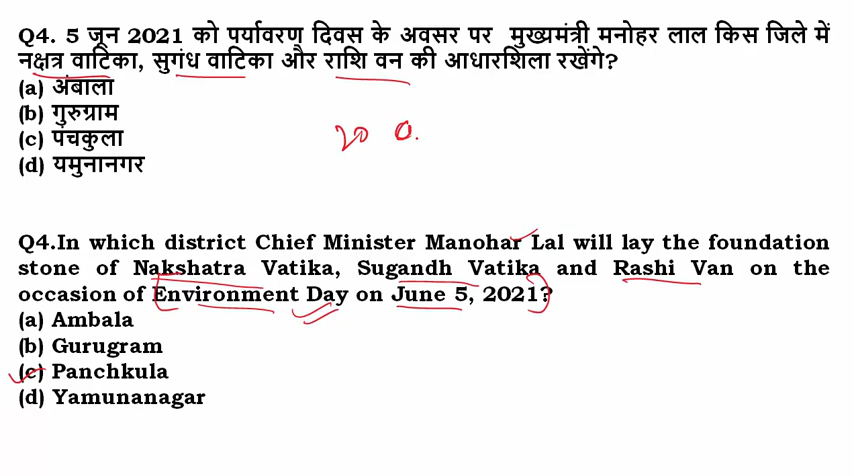 Q4. 5 जून 2021 को पर्यावरण दिवस के अवसर पर मुख्यमंत्री मनोहर लाल किस जिले में
नक्षत्र वाटिका, सुगंध वाटिका और राशि वन की आधारशिला रखेंगे?
(a) अंबाला
(b) गुरुग्राम
(c) पंचकुला
(d) यमुनानगर
Q4.In which district Chief Minister Manohar Lal will lay the foundation
stone of Nakshatra Vatika, Sugandh Vatika and Rashi Van on the
occasion of Environment Day on June 5, 2021?
(a) Ambala
(b) Gurugram
(c) Panchkula
(d) Yamunanagar